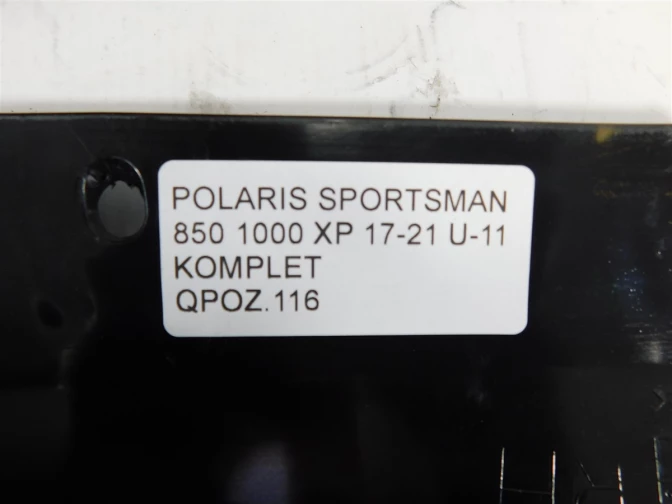 POLARIS SPORTSMAN
850 1000 XP 17-21 U-11
KOMPLET
QPOZ.116